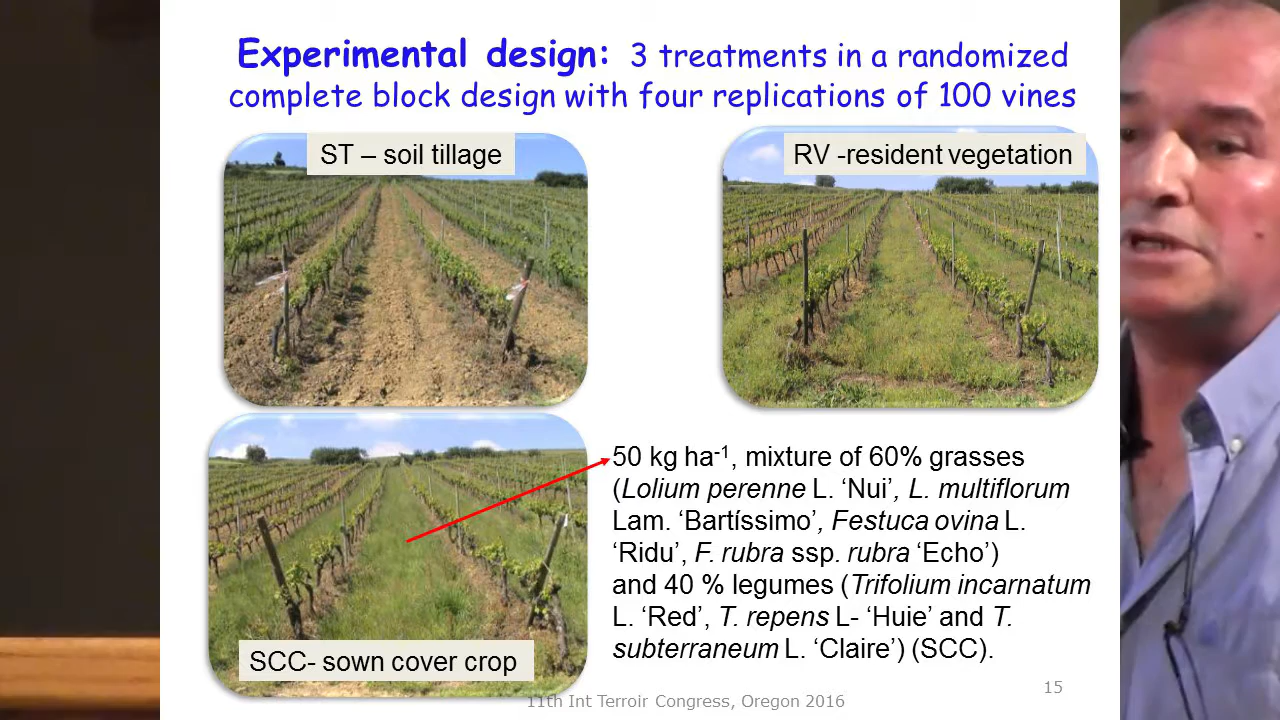 Experimental design: 3 treatments in a randomized
complete block design with four replications of 100 vines
ST – soil tillage
RV -resident vegetation
50 kg ha-1, mixture of 60% grasses
(Lolium perenne L. ‘Nui’, L. multiflorum
Lam. ‘Bartíssimo’, Festuca ovina L.
‘Ridu’, F. rubra ssp. rubra ‘Echo’)
and 40 % legumes (Trifolium incarnatum
L. ‘Red’, T. repens L- ‘Huie’ and T.
subterraneum L. ‘Claire’) (SCC).
SCC- sown cover crop
15
11th Int Terroir Congress, Oregon 2016